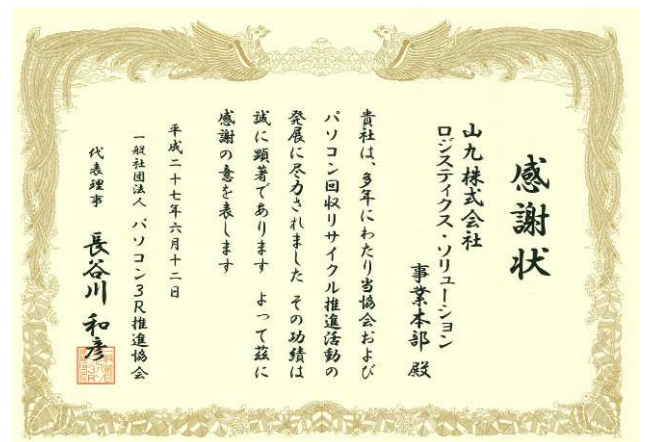 感謝状
山九株式会社
ロジスティクス・ソリューション
事業本部 殿
貴社は、多年にわたり当協会および
パソコン回収リサイクル推進活動の
発展に尽力されました その功績は
誠に顕著であります よって茲に
感謝の意を表します
平成二十七年六月十二日
一般社団法人 パソコン3R推進協会
代表理事 長谷川 和彦